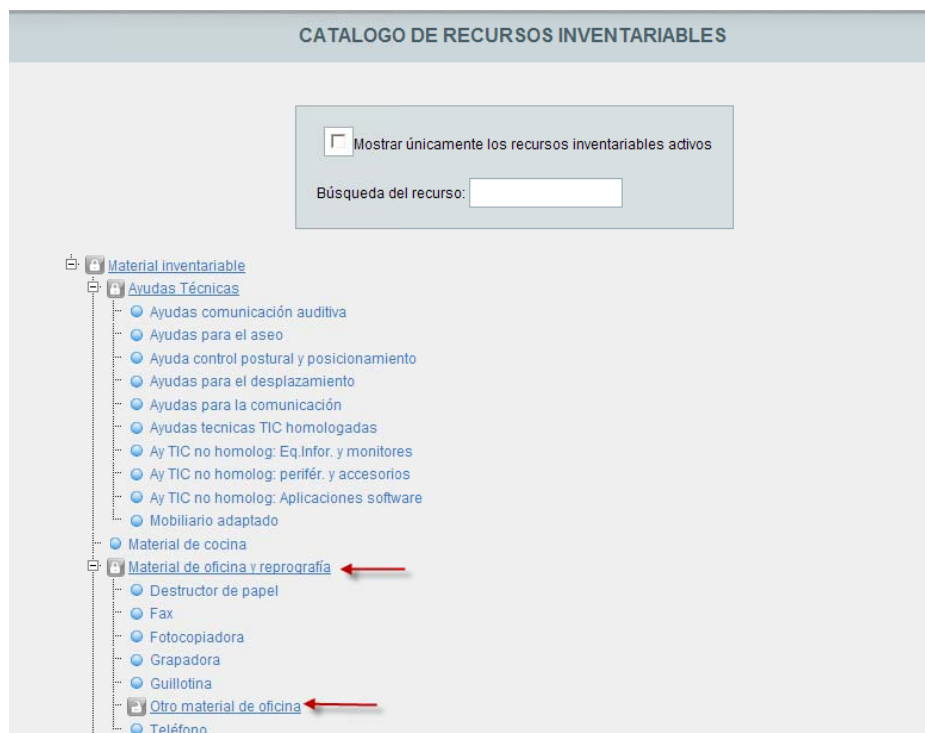 CATALOGO DE RECURSOS INVENTARIABLES
Mostrar únicamente los recursos inventariables activos
Búsqueda del recurso:
Material inventariable
Ayudas Técnicas
Ayudas comunicación auditiva
Ayudas para el aseo
Ayuda control postural y posicionamiento
Ayudas para el desplazamiento
Ayudas para la comunicación
Ayudas tecnicas TIC homologadas
Ay TIC no homolog: Eq.Infor. y monitores
Ay TIC no homolog: perifér. y accesorios
Ay TIC no homolog: Aplicaciones software
Mobiliario adaptado
Material de cocina
Material de oficina y reprografía
Destructor de papel
Fax
Fotocopiadora
Grapadora
Guillotina
Otro material de oficina
Teléfono